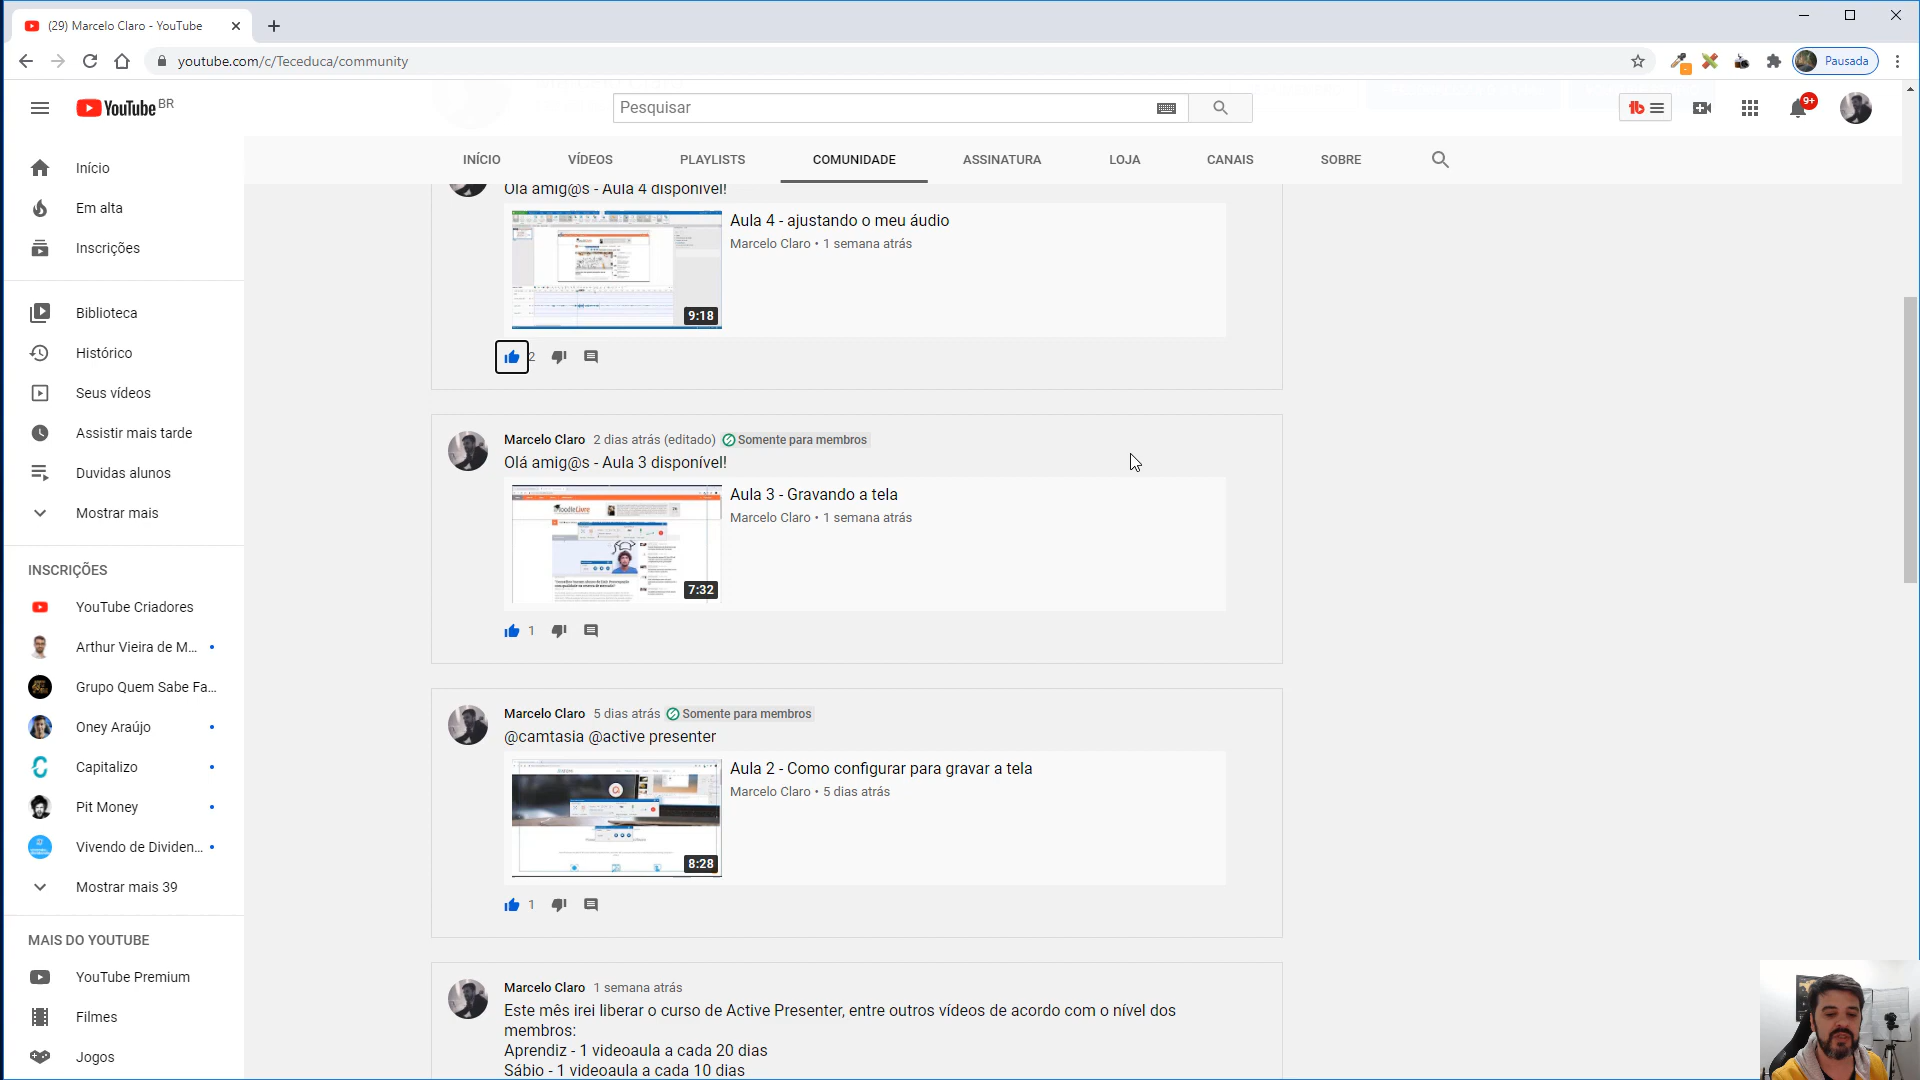 (29) Marcelo Claro - YouTube
youtube.com/c/Teceduca/community
Pausada
YouTube BR
Pesquisar
9+
INÍCIO
VÍDEOS
PLAYLISTS
COMUNIDADE
ASSINATURA
LOJA
CANAIS
SOBRE
Início
Em alta
Inscrições
Biblioteca
Histórico
Seus vídeos
Assistir mais tarde
Duvidas alunos
Mostrar mais
INSCRIÇÕES
YouTube Criadores
Arthur Vieira de M...
Grupo Quem Sabe Fa...
Oney Araújo
Capitalizo
Pit Money
Vivendo de Dividen...
Mostrar mais 39
MAIS DO YOUTUBE
YouTube Premium
Filmes
Jogos
Olá amig@s - Aula 4 disponível!
Aula 4 - ajustando o meu áudio
Marcelo Claro • 1 semana atrás
9:18
2
Marcelo Claro 2 dias atrás (editado) Somente para membros
Olá amig@s - Aula 3 disponível!
Aula 3 - Gravando a tela
Marcelo Claro • 1 semana atrás
MoodleLivre
7:32
1
Marcelo Claro 5 dias atrás Somente para membros
@camtasia @active presenter
Aula 2 - Como configurar para gravar a tela
Marcelo Claro • 5 dias atrás
8:28
1
Marcelo Claro 1 semana atrás
Este mês irei liberar o curso de Active Presenter, entre outros vídeos de acordo com o nível dos
membros:
Aprendiz - 1 videoaula a cada 20 dias
Sábio - 1 videoaula a cada 10 dias